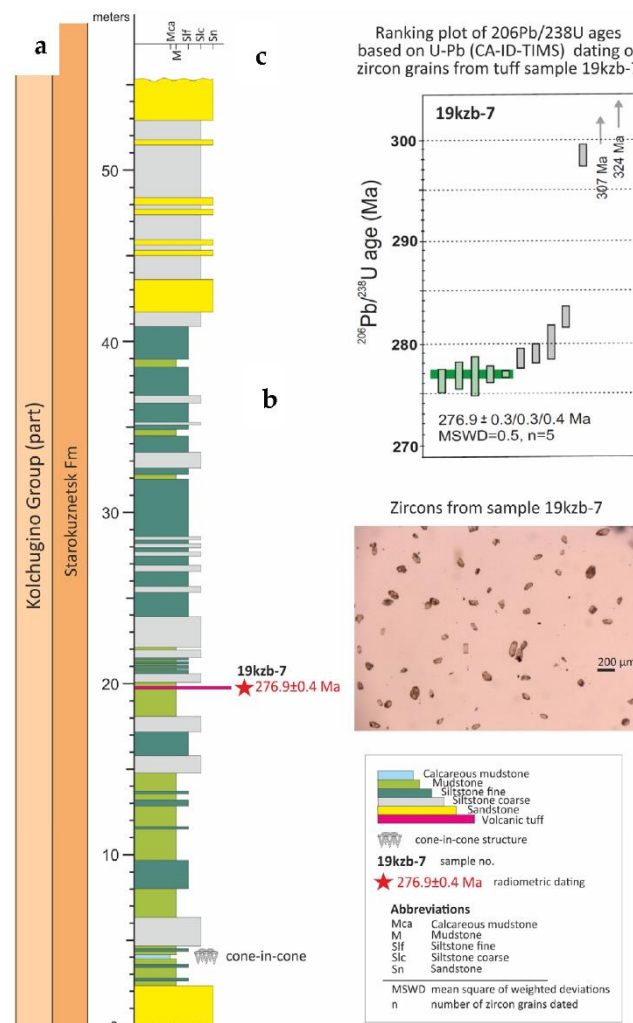 a
Kolchugino Group (part)
Starokuznetsk Fm
meters
Mca
M
Slf
Slc
Sn
50
40
30
20
10
b
19kzb-7
276.9±0.4 Ma
cone-in-cone
c
Ranking plot of 206Pb/238U ages
based on U-Pb (CA-ID-TIMS) dating o
zircon grains from tuff sample 19kzb-7
19kzb-7
206Pb/238U age (Ma)
300
290
280
270
307 Ma
324 Ma
276.9 ± 0.3/0.3/0.4 Ma
MSWD=0.5, n=5
Zircons from sample 19kzb-7
200 µm
Calcareous mudstone
Mudstone
Siltstone fine
Siltstone coarse
Sandstone
Volcanic tuff
cone-in-cone structure
19kzb-7 sample no.
276.9±0.4 Ma radiometric dating
Abbreviations
Mca Calcareous mudstone
M Mudstone
Slf Siltstone fine
Slc Siltstone coarse
Sn Sandstone
MSWD mean square of weighted deviations
n number of zircon grains dated